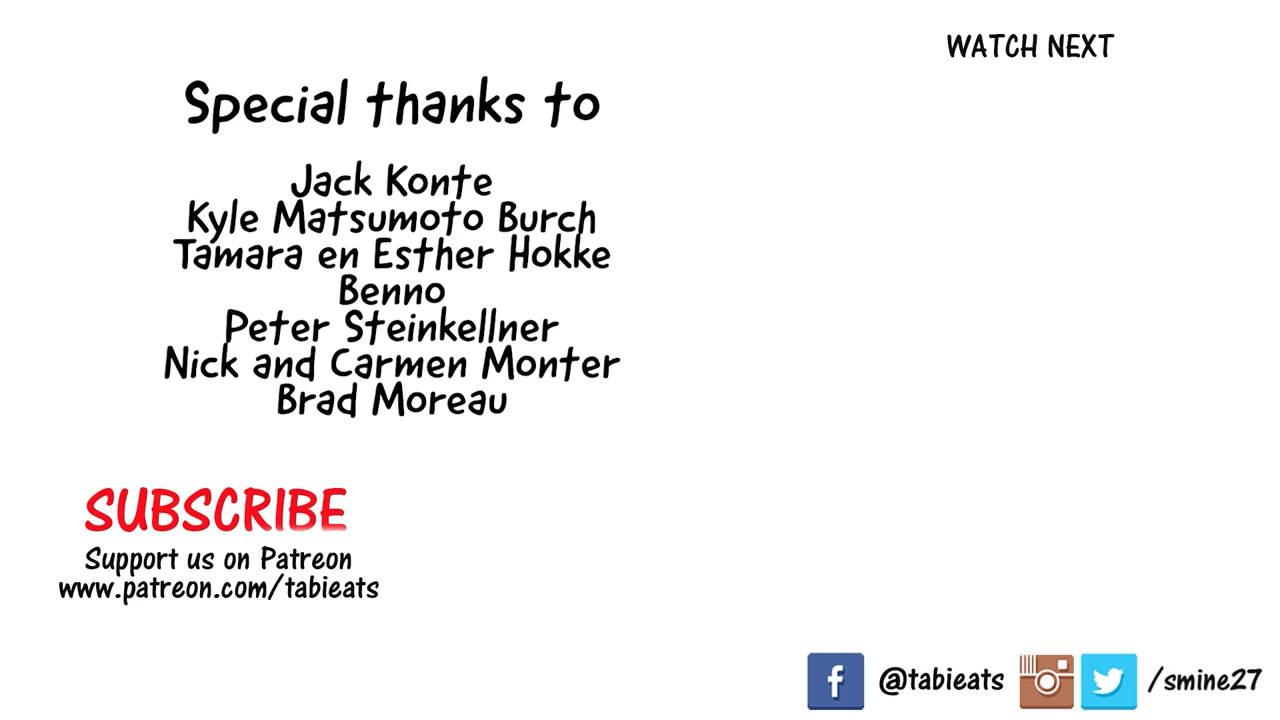 WATCH NEXT
Special thanks to
Jack Konte
Kyle Matsumoto Burch
Tamara en Esther Hokke
Benno
Peter Steinkellner
Nick and Carmen Monter
Brad Moreau
SUBSCRIBE
Support us on Patreon
www.patreon.com/tabieats
@tabieats /smine27